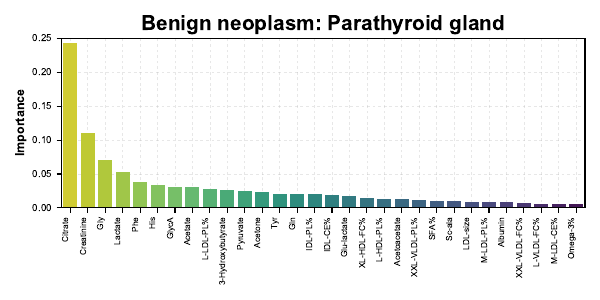 Benign neoplasm: Parathyroid gland
Importance
0.25
0.20
0.15
0.10
0.05
0.00
Citrate
Creatinine
Gly
Lactate
Phe
His
GlycA
Acetate
L-LDL-PL%
3-Hydroxybutyrate
Pyruvate
Acetone
Tyr
Gln
IDL-PL%
IDL-CE%
Glu-lactate
XL-HDL-FC%
L-HDL-PL%
Acetoacetate
XXL-VLDL-PL%
SFA%
Sc-ala
LDL-size
M-LDL-PL%
Albumin
XXL-VLDL-FC%
L-VLDL-FC%
M-LDL-CE%
Omega-3%